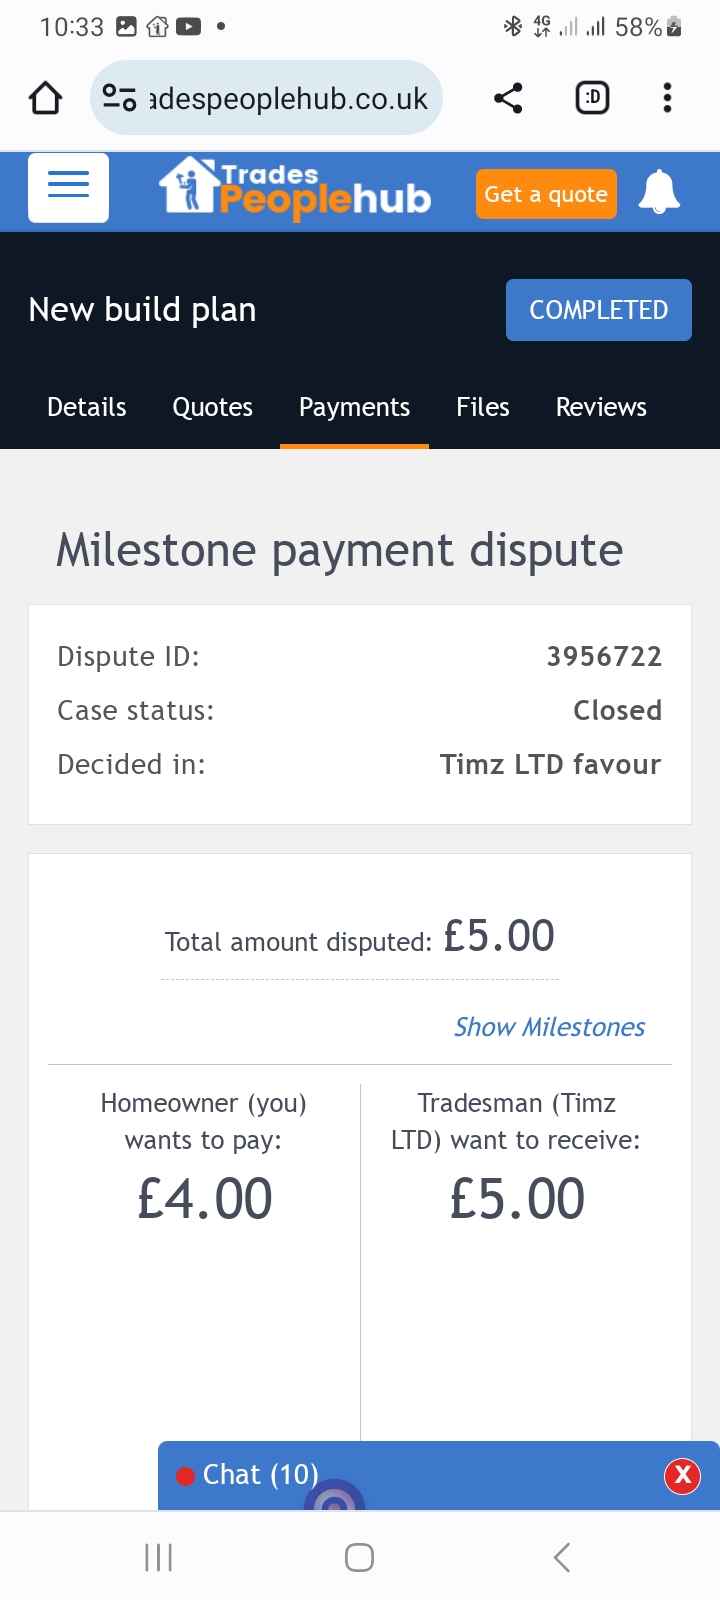 10:33
4G
58%
adespeoplehub.co.uk
:D
Trades
Peoplehub
Get a quote
New build plan
COMPLETED
Details Quotes Payments Files Reviews
Milestone payment dispute
Dispute ID: 3956722
Case status: Closed
Decided in: Timz LTD favour
Total amount disputed: £5.00
Show Milestones
Homeowner (you)
wants to pay:
£4.00
Tradesman (Timz
LTD) want to receive:
£5.00
Chat (10)
X